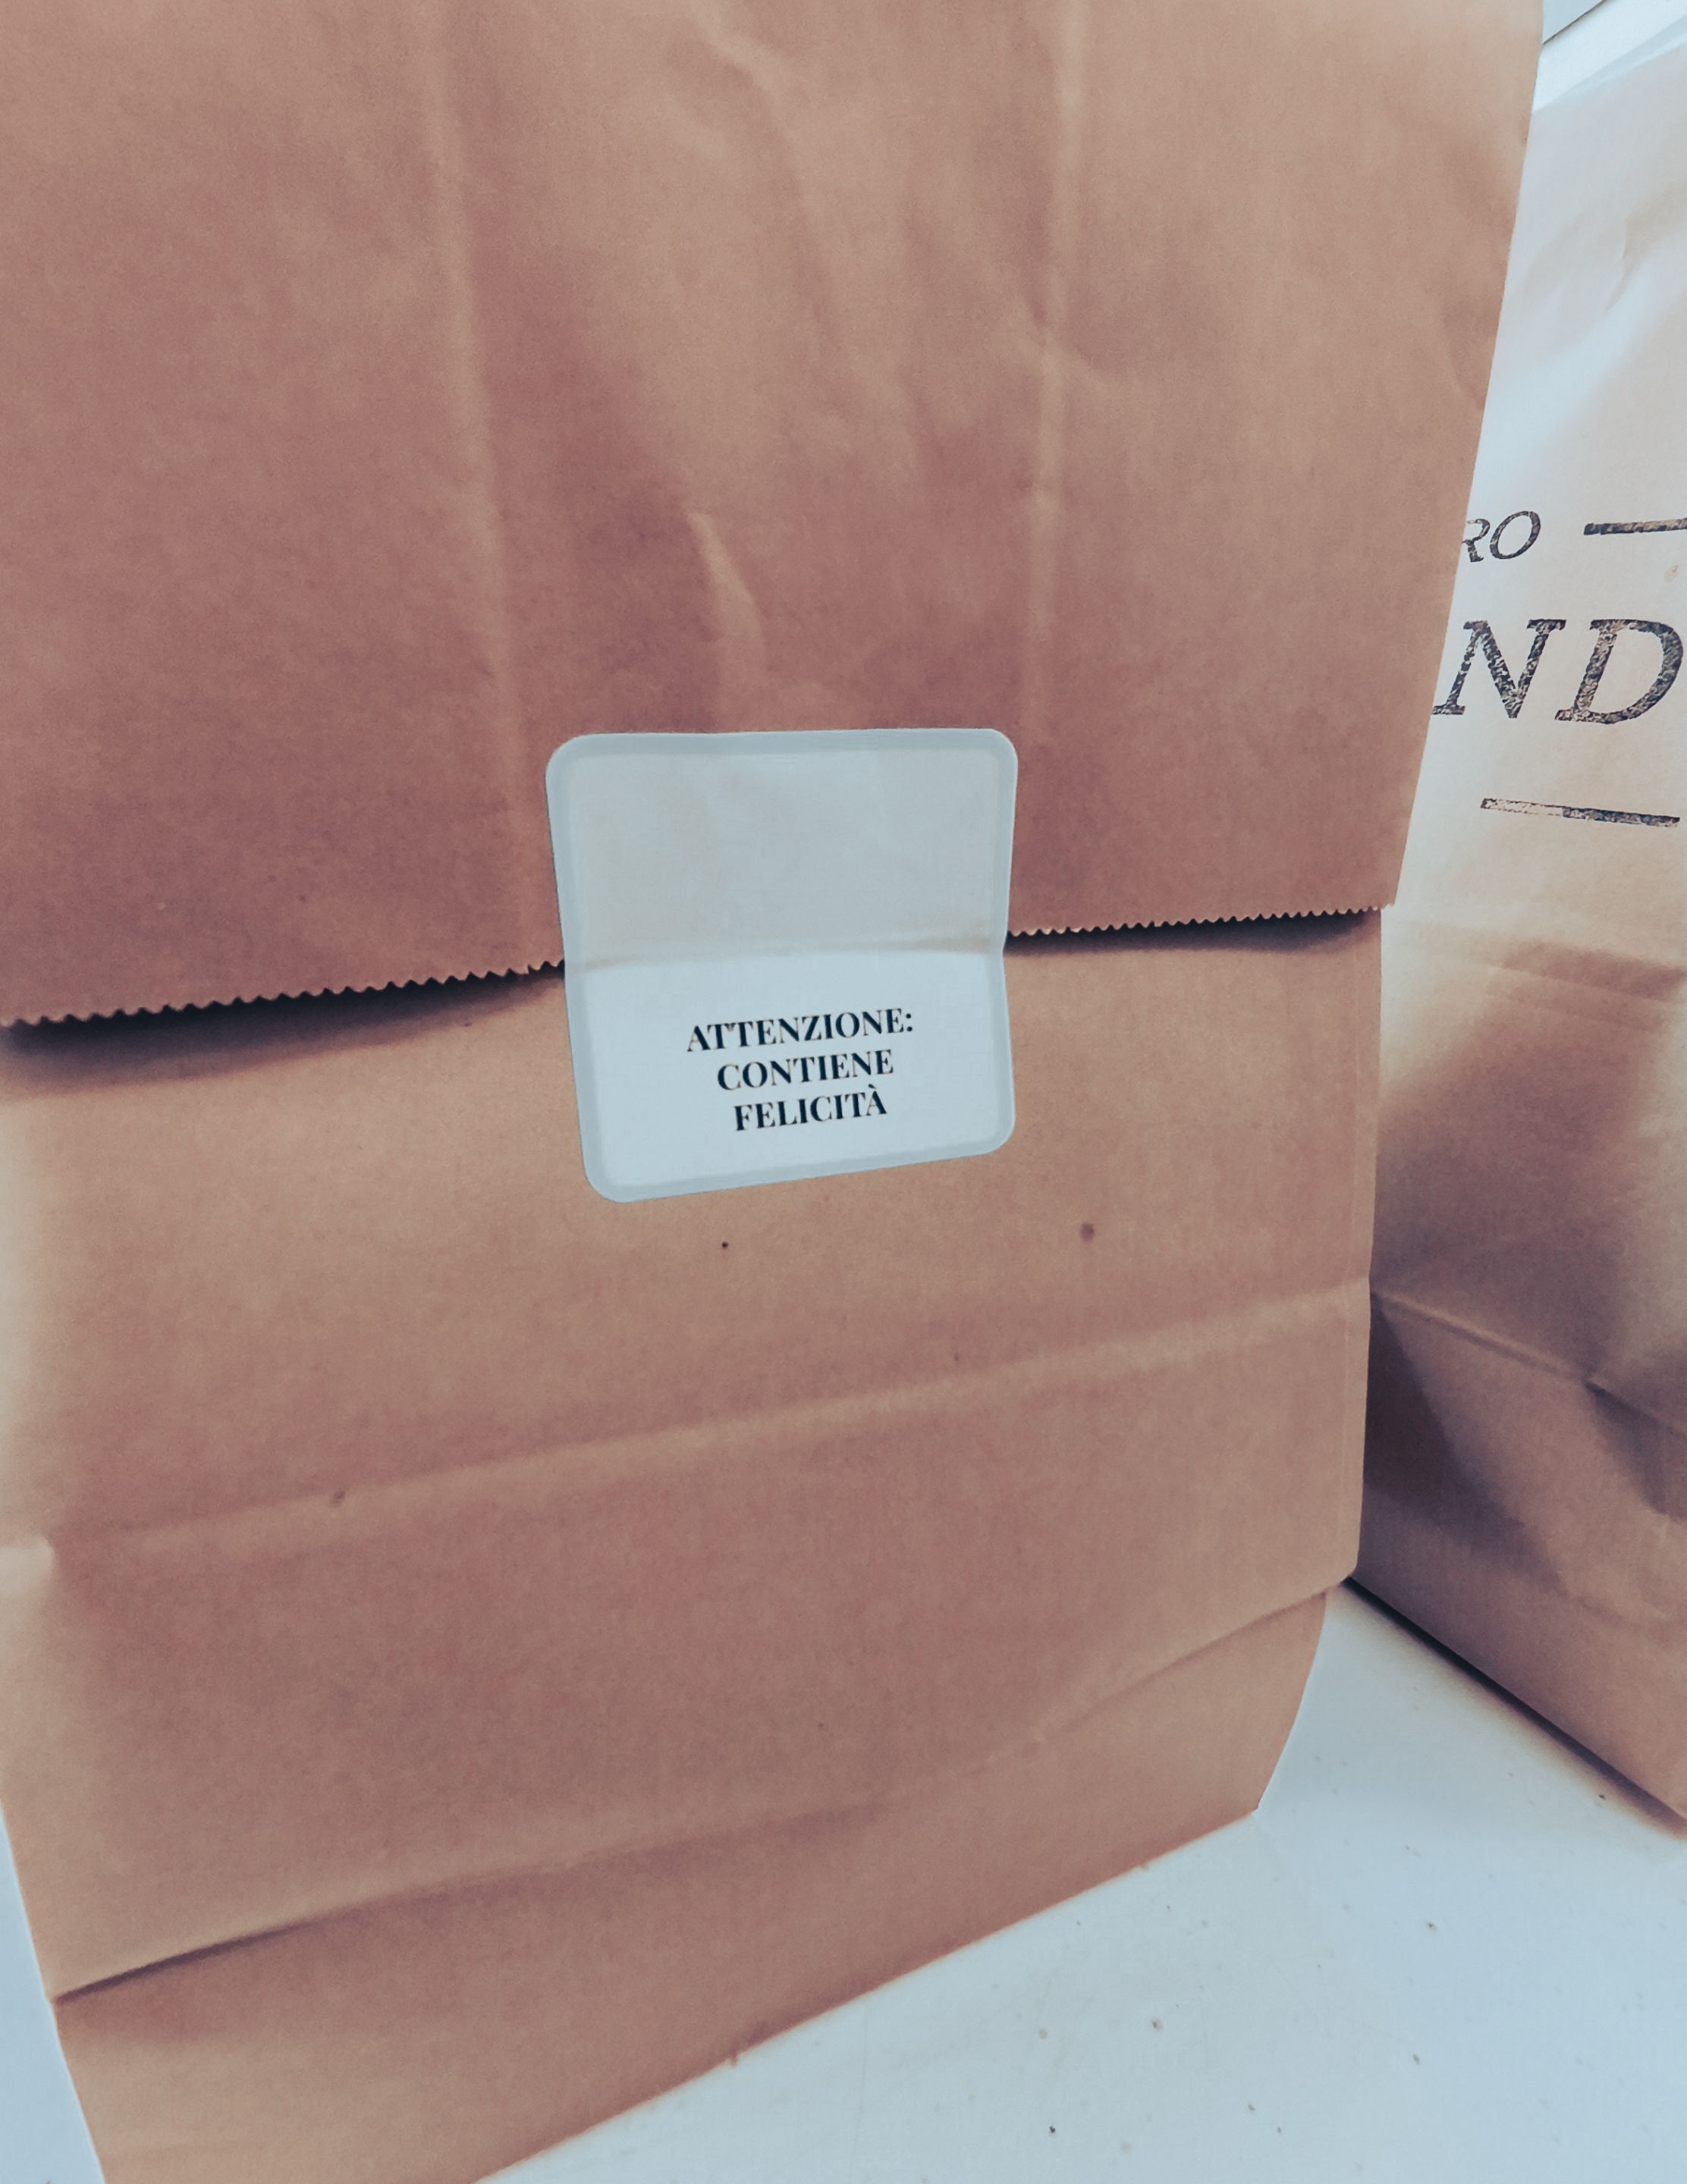 ATTENZIONE:
CONTIENE
FELICITÀ
RO
ND